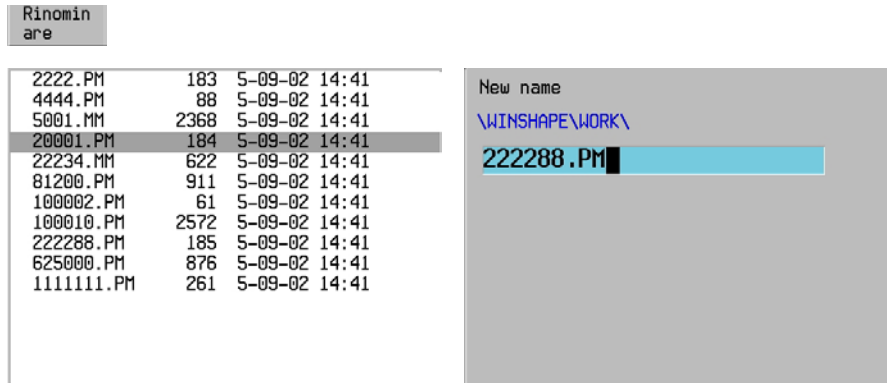 Rinomin
are
2222.PM 183 5-09-02 14:41
4444.PM 88 5-09-02 14:41
5001.MM 2368 5-09-02 14:41
20001.PM 184 5-09-02 14:41
22234.MM 622 5-09-02 14:41
81200.PM 911 5-09-02 14:41
100002.PM 61 5-09-02 14:41
100010.PM 2572 5-09-02 14:41
222288.PM 185 5-09-02 14:41
625000.PM 876 5-09-02 14:41
1111111.PM 261 5-09-02 14:41
New name
\WINSHAPE\WORK\
222288.PM